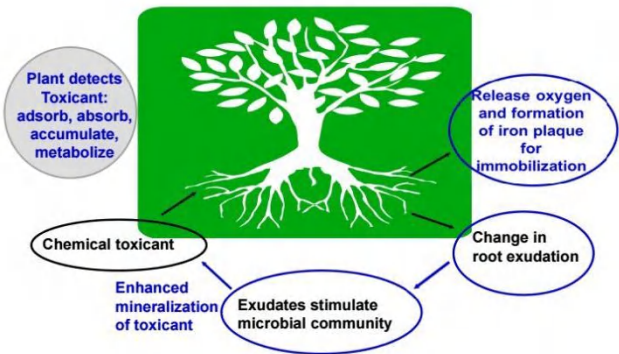 Plant detects
Toxicant:
adsorb, absorb,
accumulate,
metabolize
Release oxygen
and formation
of iron plaque
for
immobilization
Chemical toxicant
Change in
root exudation
Enhanced
mineralization
of toxicant
Exudates stimulate
microbial community